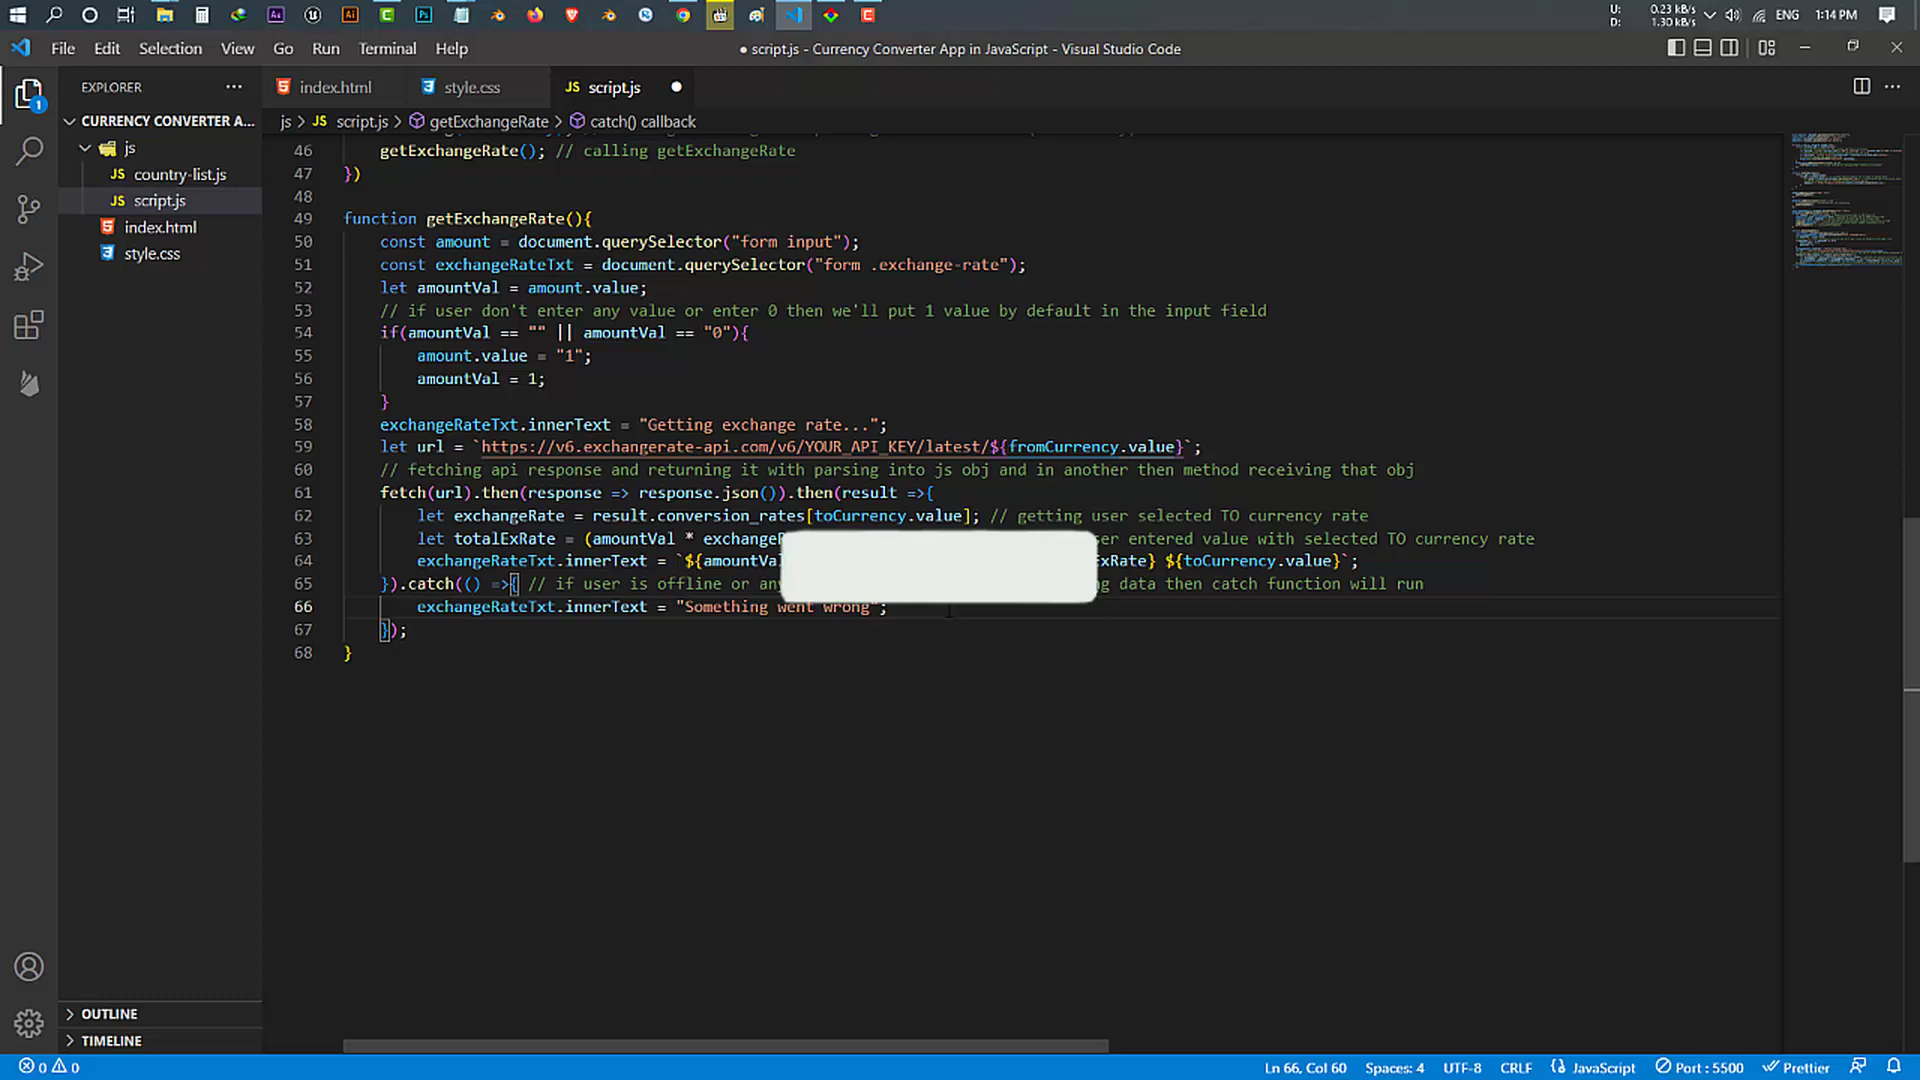 U: 0.23 kB/s
D: 1.30 kB/s
ENG
1:14 PM
File Edit Selection View Go Run Terminal Help
● script.js - Currency Converter App in JavaScript - Visual Studio Code
EXPLORER
index.html
style.css
JS script.js
CURRENCY CONVERTER A...
js
JS country-list.js
JS script.js
index.html
style.css
js > JS script.js > getExchangeRate > catch() callback
46 getExchangeRate(); // calling getExchangeRate
47 })
48
49 function getExchangeRate(){
50 const amount = document.querySelector("form input");
51 const exchangeRateTxt = document.querySelector("form .exchange-rate");
52 let amountVal = amount.value;
53 // if user don't enter any value or enter 0 then we'll put 1 value by default in the input field
54 if(amountVal == "" || amountVal == "0"){
55 amount.value = "1";
56 amountVal = 1;
57 }
58 exchangeRateTxt.innerText = "Getting exchange rate...";
59 let url = `https://v6.exchangerate-api.com/v6/YOUR_API_KEY/latest/${fromCurrency.value}`;
60 // fetching api response and returning it with parsing into js obj and in another then method receiving that obj
61 fetch(url).then(response => response.json()).then(result =>{
62 let exchangeRate = result.conversion_rates[toCurrency.value]; // getting user selected TO currency rate
63 let totalExRate = (amountVal * entered value with selected TO currency rate
64 exchangeRateTxt.innerText = `${ } ${toCurrency.value}`;
65 }).catch(() =>{ // if user is offline or data then catch function will run
66 exchangeRateTxt.innerText = "Something went wrong";
67 });
68 }
OUTLINE
TIMELINE
1
0 0
Ln 66, Col 60
Spaces: 4
UTF-8
CRLF
JavaScript
Port : 5500
Prettier